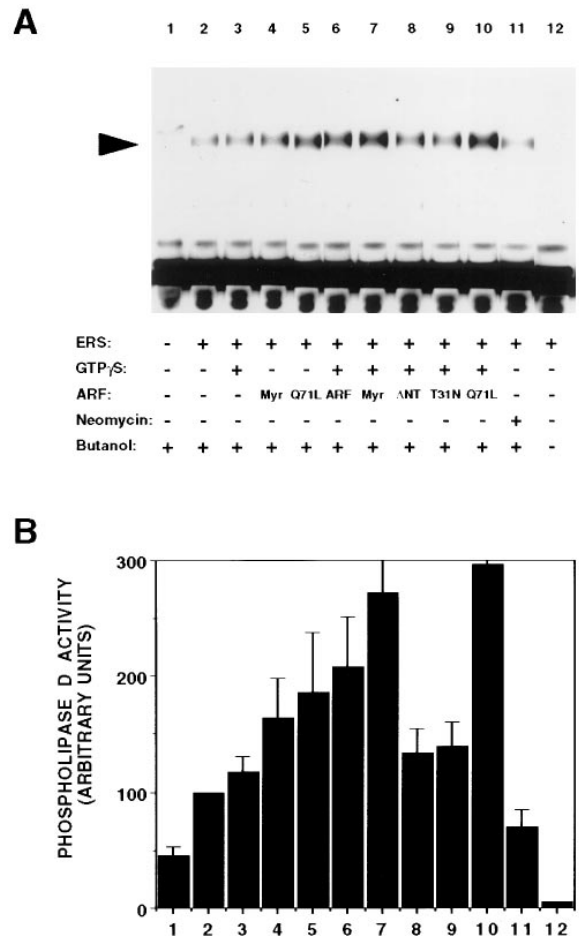 A
1 2 3 4 5 6 7 8 9 10 11 12
ERS: - + + + + + + + + + + +
GTPγS: - - + - - + + + + + - -
ARF: - - - Myr Q71L ARF Myr ΔNT T31N Q71L - -
Neomycin: - - - - - - - - - - + -
Butanol: + + + + + + + + + + + -
B
PHOSPHOLIPASE D ACTIVITY
(ARBITRARY UNITS)
300
200
100
0
1 2 3 4 5 6 7 8 9 10 11 12